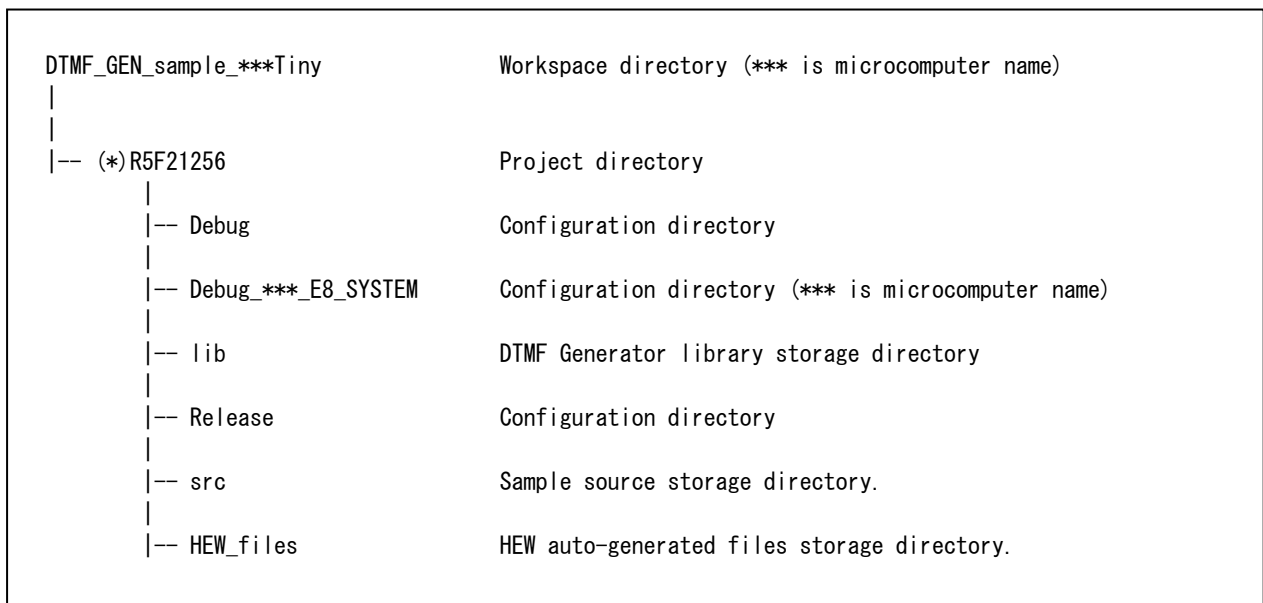 DTMF_GEN_sample_***Tiny Workspace directory (*** is microcomputer name)
|
|
|-- (*)R5F21256 Project directory
|
|-- Debug Configuration directory
|
|-- Debug_***_E8_SYSTEM Configuration directory (*** is microcomputer name)
|
|-- lib DTMF Generator library storage directory
|
|-- Release Configuration directory
|
|-- src Sample source storage directory.
|
|-- HEW_files HEW auto-generated files storage directory.